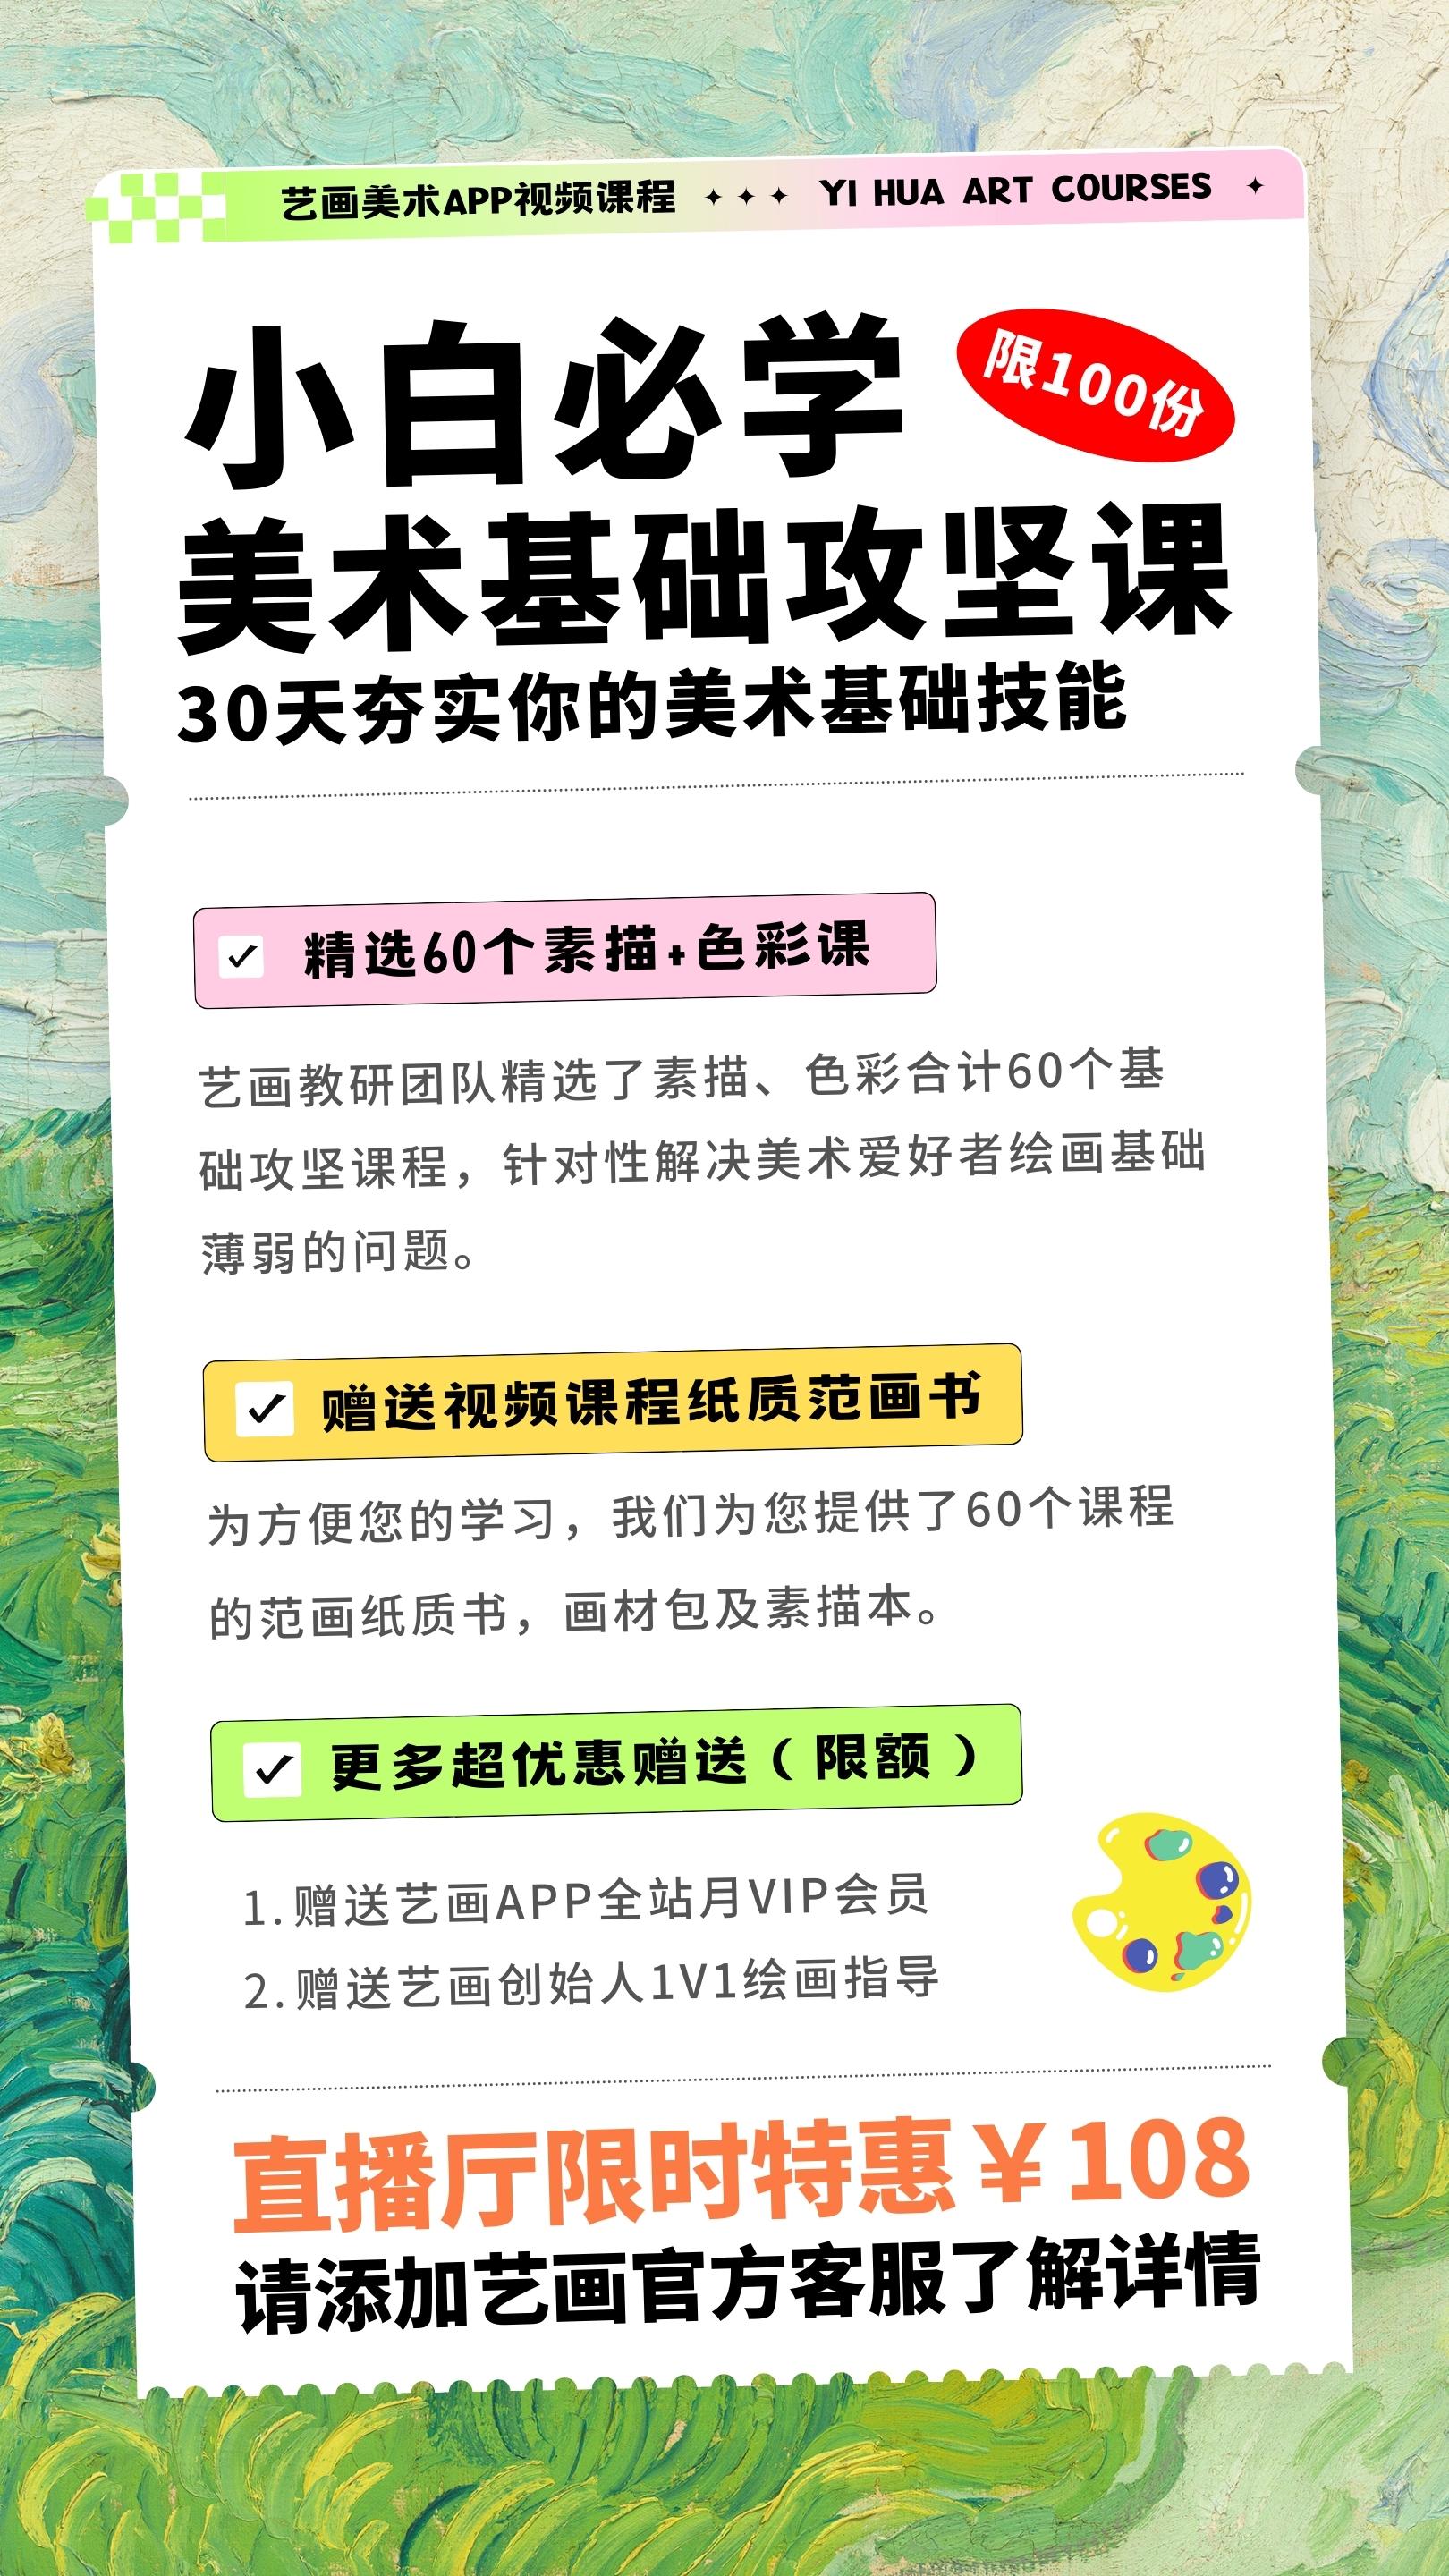 艺画美术APP视频课程 ✦ ✦ ✦ YI HUA ART COURSES ✦
小白必学
限100份
美术基础攻坚课
30天夯实你的美术基础技能
精选60个素描+色彩课
艺画教研团队精选了素描、色彩合计60个基
础攻坚课程，针对性解决美术爱好者绘画基础
薄弱的问题。
赠送视频课程纸质范画书
为方便您的学习，我们为您提供了60个课程
的范画纸质书，画材包及素描本。
更多超优惠赠送（限额）
1.赠送艺画APP全站月VIP会员
2.赠送艺画创始人1V1绘画指导
直播厅限时特惠￥108
请添加艺画官方客服了解详情